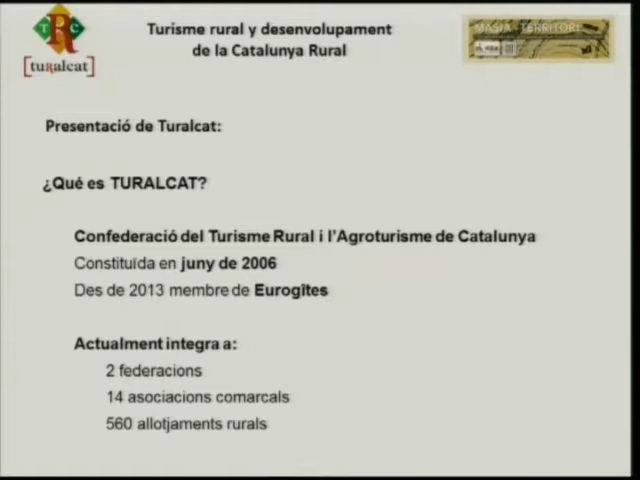 T R C
[turalcat]
Turisme rural y desenvolupament
de la Catalunya Rural
MASIA I TERRITORI
Presentació de Turalcat:
¿Qué es TURALCAT?
Confederació del Turisme Rural i l'Agroturisme de Catalunya
Constituïda en juny de 2006
Des de 2013 membre de Eurogîtes
Actualment integra a:
2 federacions
14 asociacions comarcals
560 allotjaments rurals